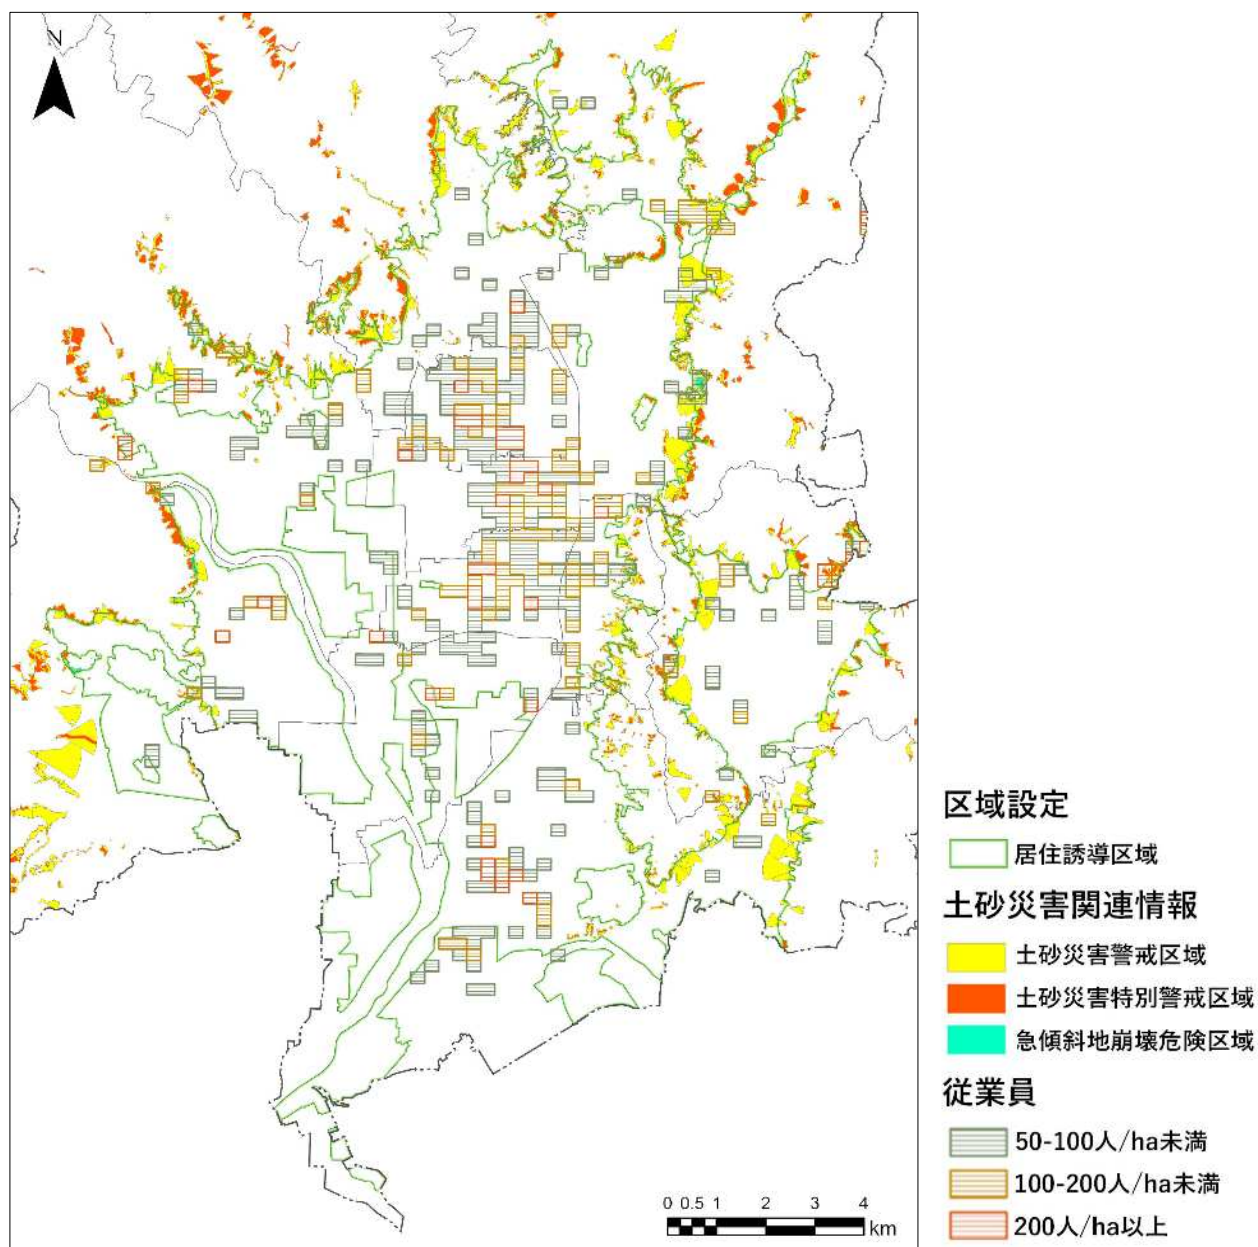 N
区域設定
居住誘導区域
土砂災害関連情報
土砂災害警戒区域
土砂災害特別警戒区域
急傾斜地崩壊危険区域
従業員
50-100人/ha未満
100-200人/ha未満
200人/ha以上
0 0.5 1 2 3 4
km